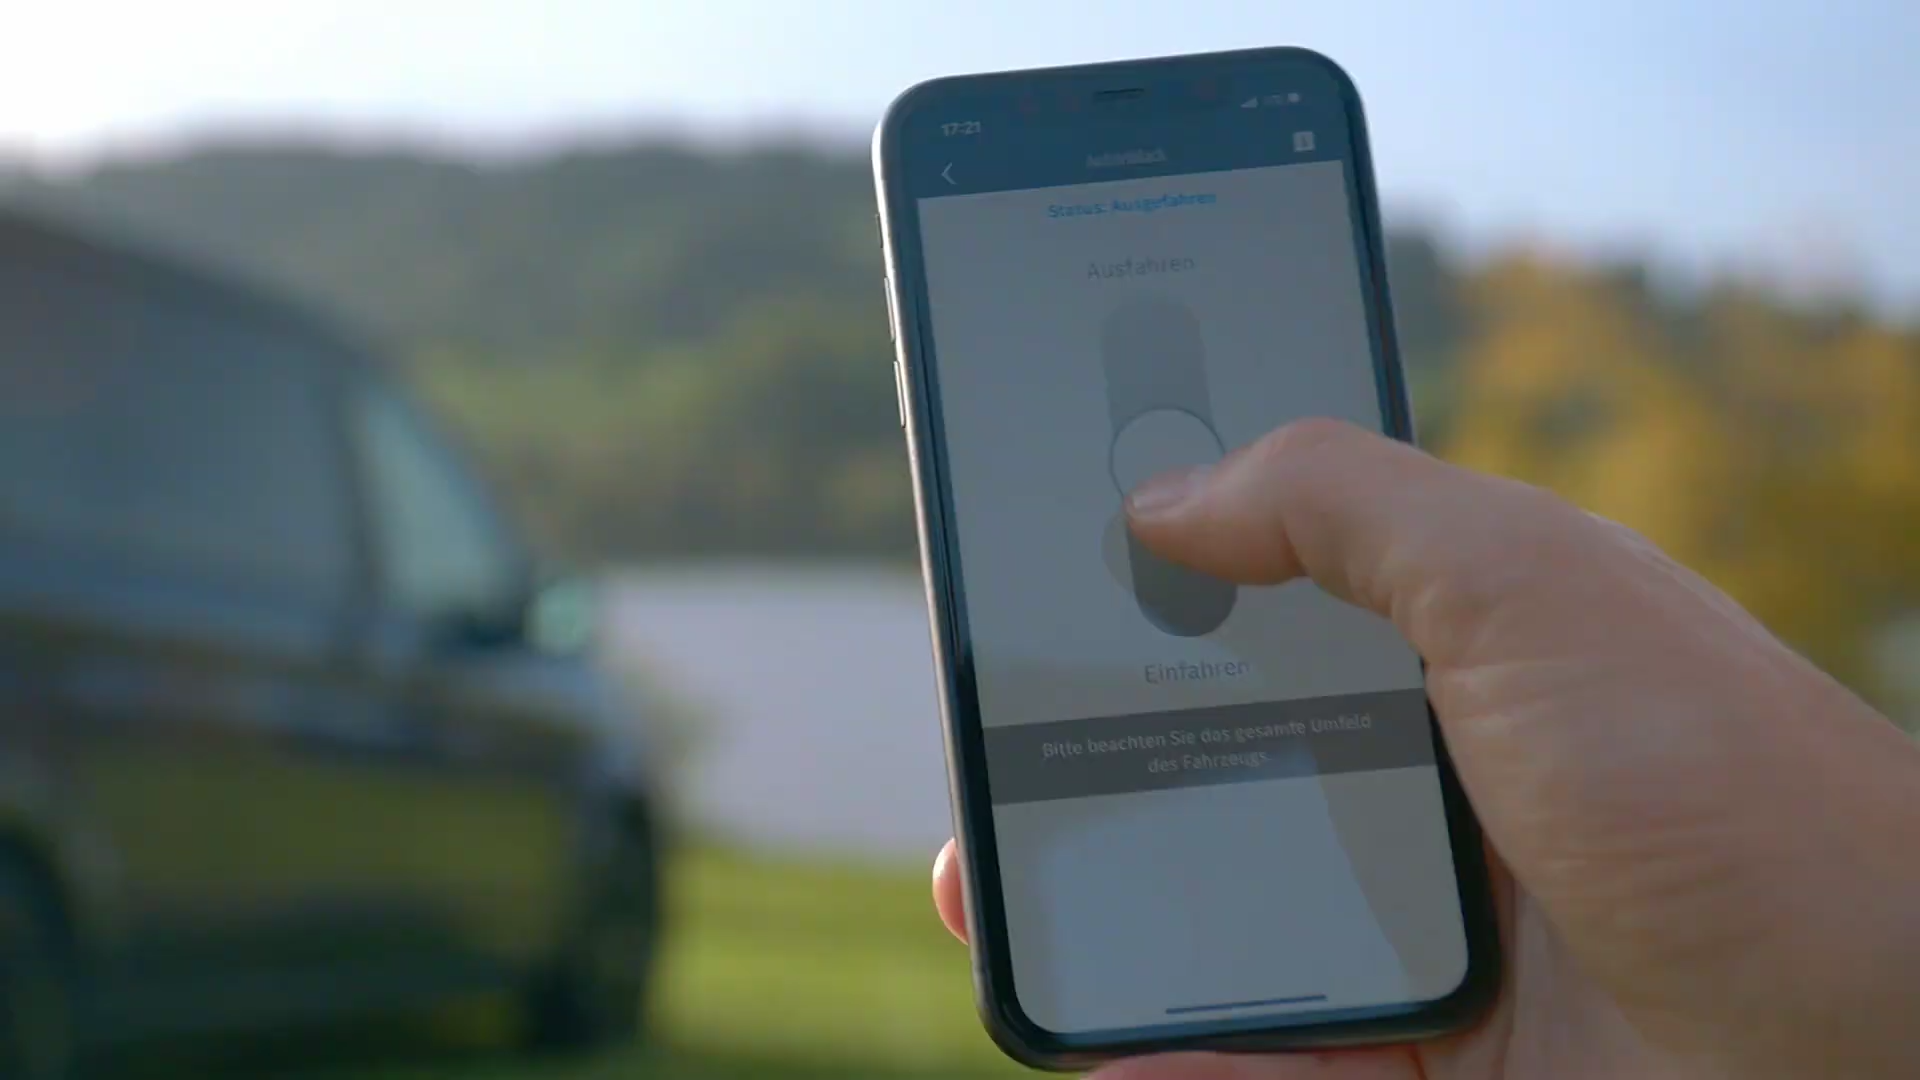 17:21
Status: Ausgefahren
Ausfahren
Einfahren
Bitte beachten Sie das gesamte Umfeld
des Fahrzeugs.